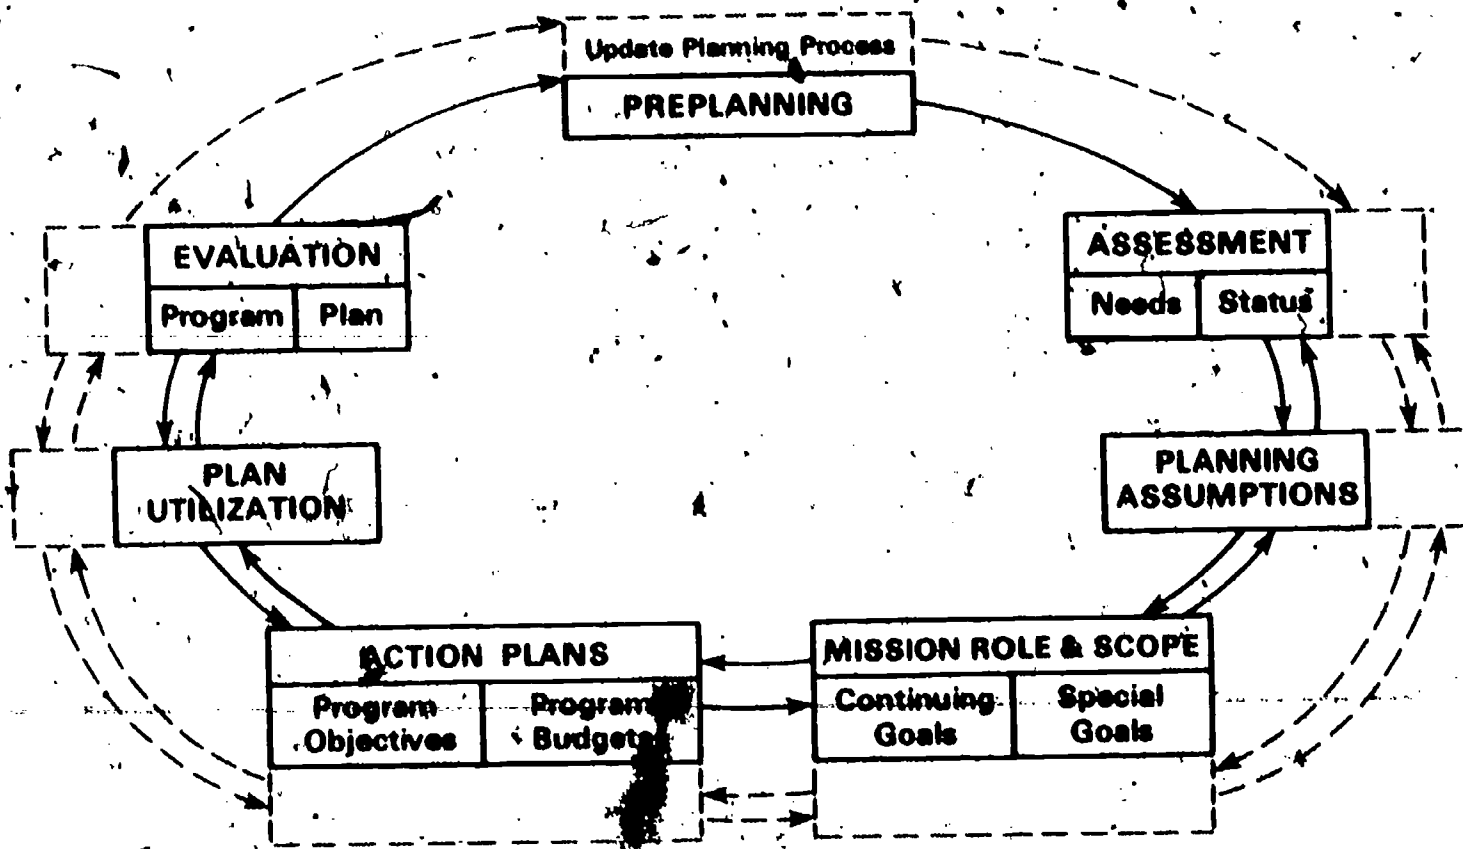 Update Planning Process
PREPLANNING
EVALUATION
Program Plan
ASSESSMENT
Needs Status
PLAN
UTILIZATION
PLANNING
ASSUMPTIONS
ACTION PLANS
Program
Objectives
Program
Budgets
MISSION ROLE & SCOPE
Continuing
Goals
Special
Goals